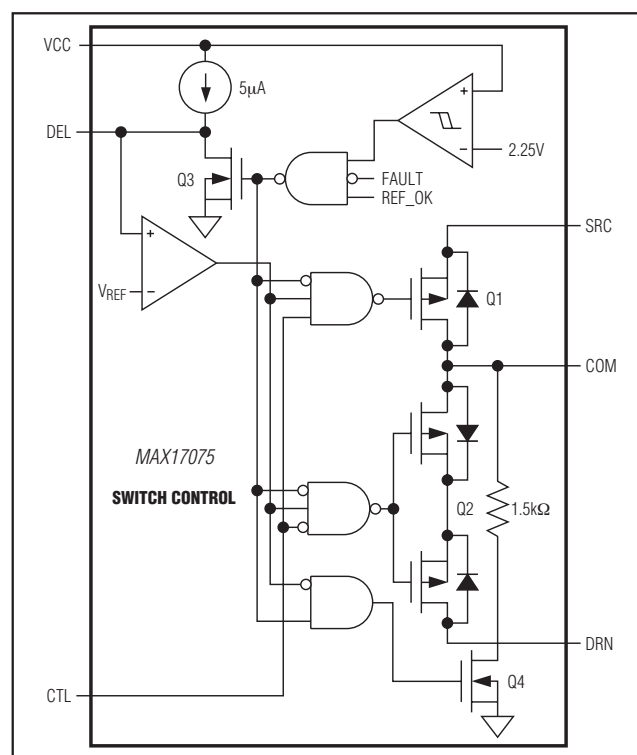 VCC
5µA
DEL
+
−
2.25V
Q3
FAULT
REF_OK
SRC
+
−
VREF
Q1
COM
MAX17075
SWITCH CONTROL
Q2
1.5kΩ
DRN
Q4
CTL